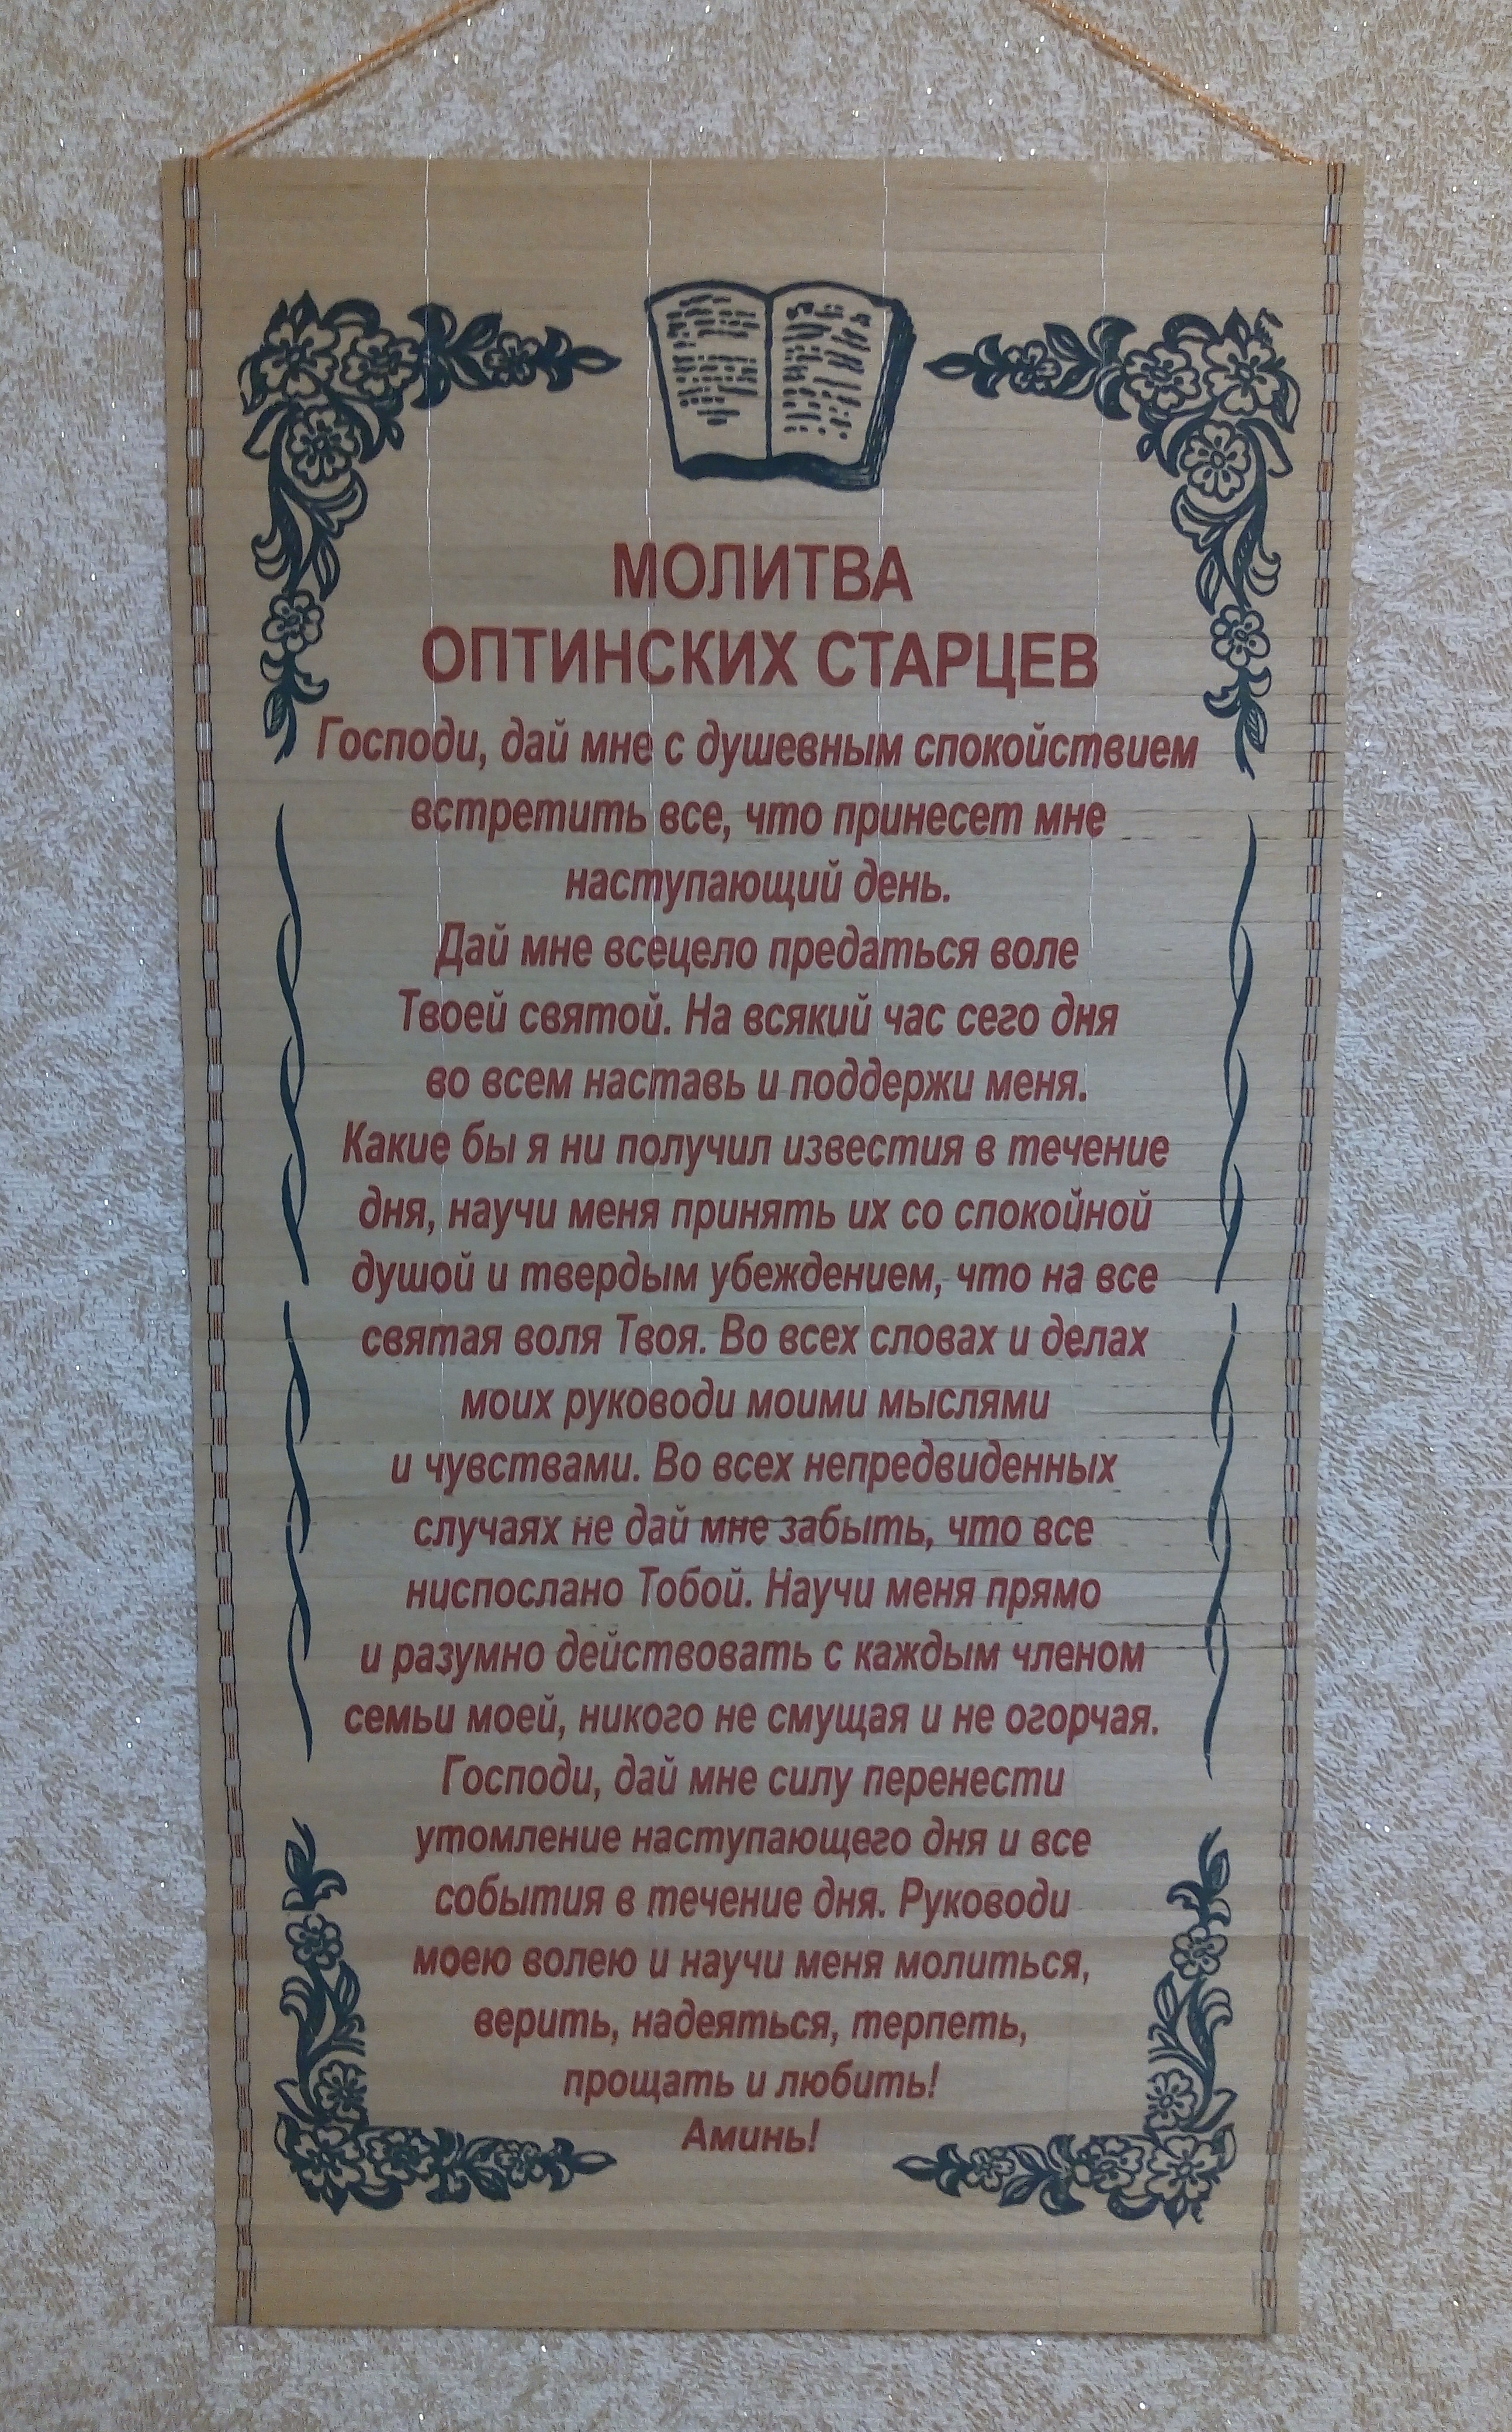 МОЛИТВА
ОПТИНСКИХ СТАРЦЕВ
Господи, дай мне с душевным спокойствием
встретить все, что принесет мне
наступающий день.
Дай мне всецело предаться воле
Твоей святой. На всякий час сего дня
во всем наставь и поддержи меня.
Какие бы я ни получил известия в течение
дня, научи меня принять их со спокойной
душой и твердым убеждением, что на все
святая воля Твоя. Во всех словах и делах
моих руководи моими мыслями
и чувствами. Во всех непредвиденных
случаях не дай мне забыть, что все
ниспослано Тобой. Научи меня прямо
и разумно действовать с каждым членом
семьи моей, никого не смущая и не огорчая.
Господи, дай мне силу перенести
утомление наступающего дня и все
события в течение дня. Руководи
моею волею и научи меня молиться,
верить, надеяться, терпеть,
прощать и любить!
Аминь!